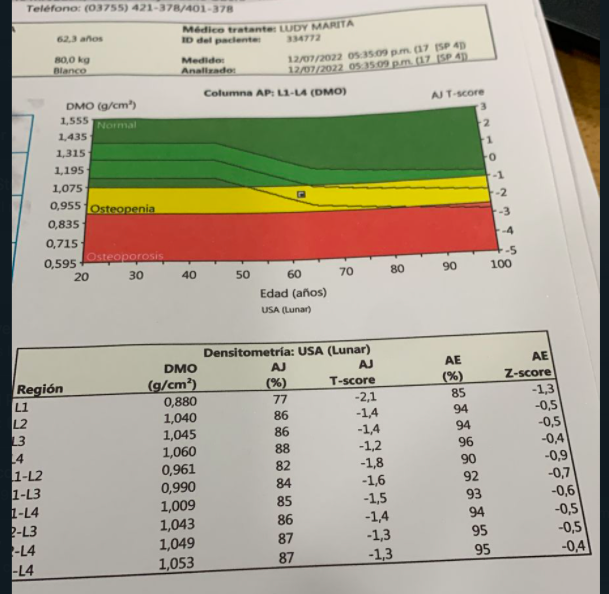 Teléfono: (03755) 421-378/401-378
62,3 años
Médico tratante: LUDY MARITA
ID del paciente: 334772
80,0 kg
Medido: 12/07/2022 05:35:09 p.m. (17 [SP 4])
Blanco
Analizado: 12/07/2022 05:35:09 p.m. (17 [SP 4])
Columna AP: L1-L4 (DMO)
DMO (g/cm²) AJ T-score
1,555 Normal 3
1,435 2
1,315 1
1,195 0
1,075 -1
0,955 Osteopenia -2
0,835 -3
0,715 -4
0,595 Osteoporosis -5
20 30 40 50 60 70 80 90 100
Edad (años)
USA (Lunar)
Densitometría: USA (Lunar)
Región DMO (g/cm²) AJ (%) AJ T-score AE (%) AE Z-score
L1 0,880 77 -2,1 85 -1,3
L2 1,040 86 -1,4 94 -0,5
L3 1,045 86 -1,4 94 -0,5
L4 1,060 88 -1,2 96 -0,4
1-L2 0,961 82 -1,8 90 -0,9
1-L3 0,990 84 -1,6 92 -0,7
1-L4 1,009 85 -1,5 93 -0,6
2-L3 1,043 86 -1,4 94 -0,5
-L4 1,049 87 -1,3 95 -0,5
-L4 1,053 87 -1,3 95 -0,4